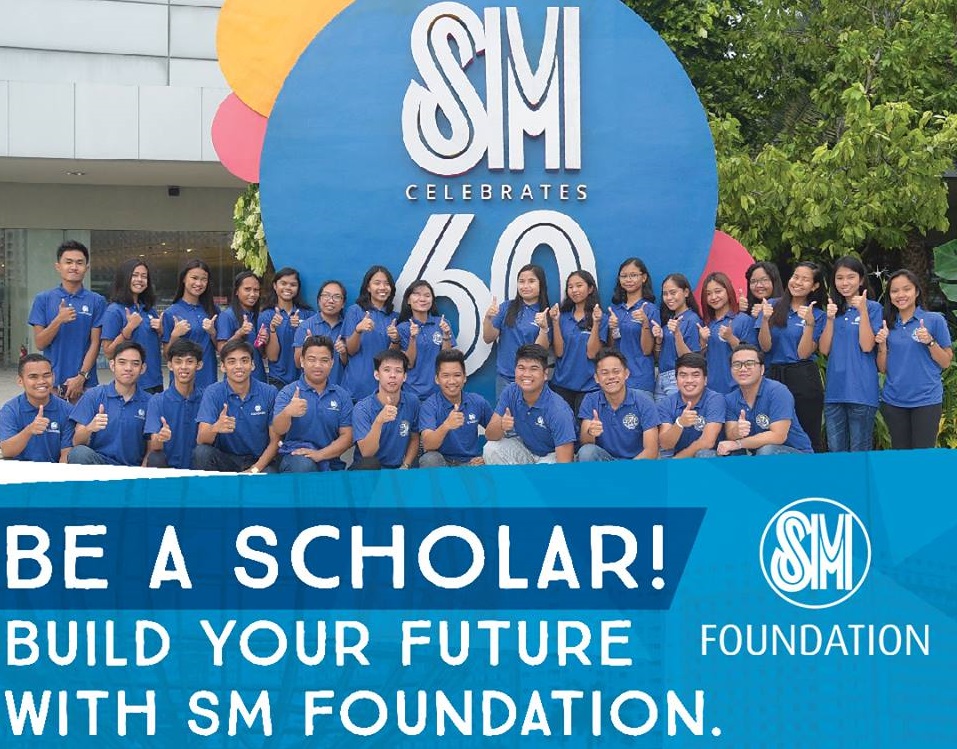 SM
CELEBRATES
60
BE A SCHOLAR!
BUILD YOUR FUTURE
WITH SM FOUNDATION.
SM
FOUNDATION